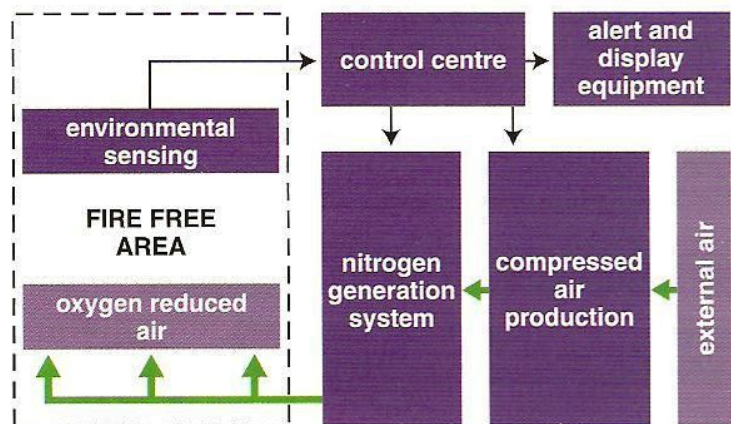 control centre
alert and
display
equipment
environmental
sensing
FIRE FREE
AREA
oxygen reduced
air
nitrogen
generation
system
compressed
air
production
external air